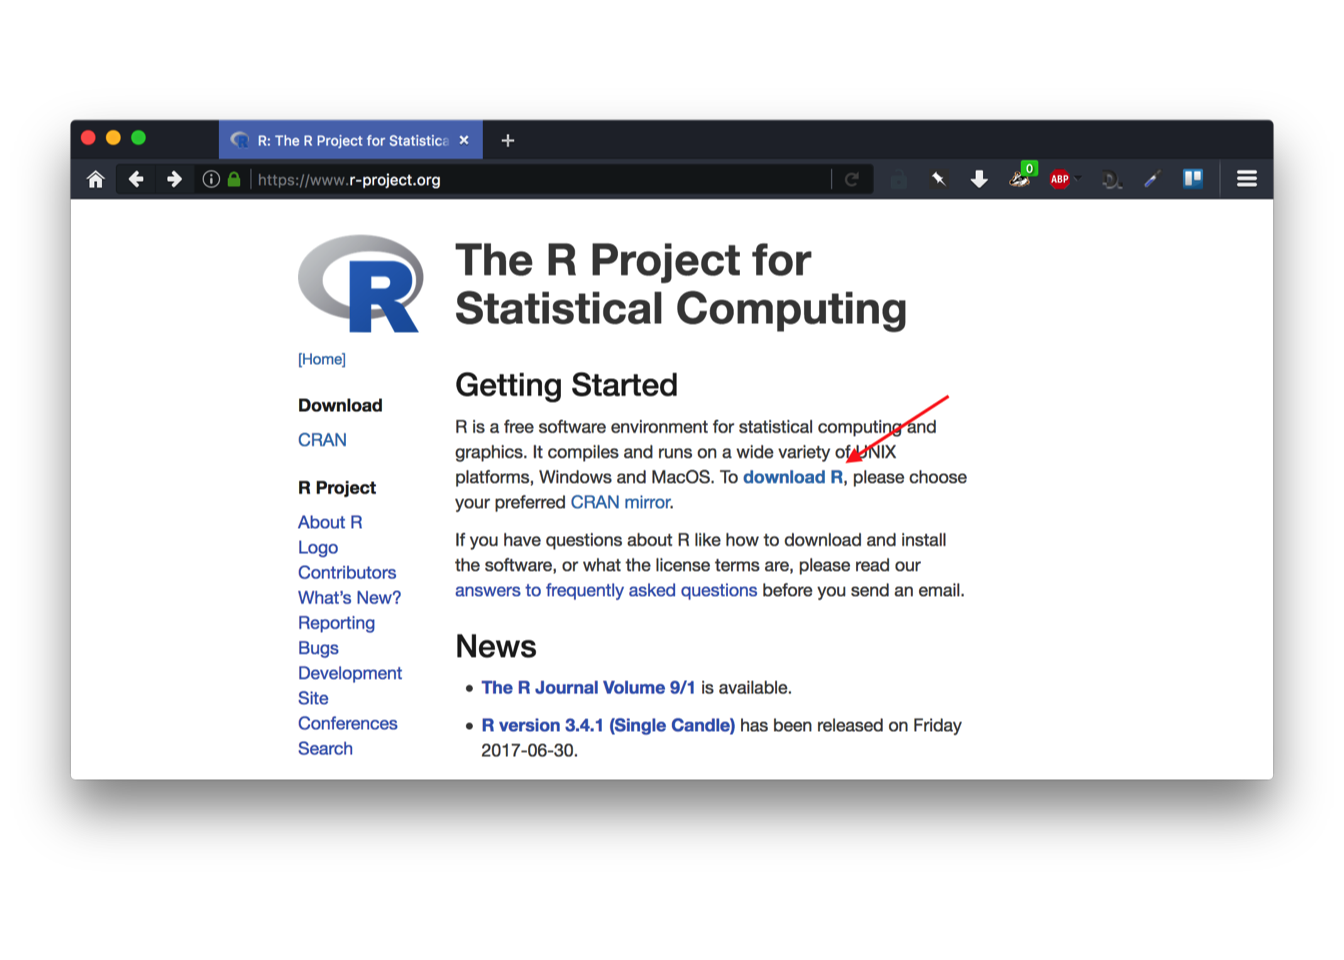 R: The R Project for Statistica
https://www.r-project.org
0
ABP
R
The R Project for
Statistical Computing
[Home]
Download
CRAN
R Project
About R
Logo
Contributors
What's New?
Reporting
Bugs
Development
Site
Conferences
Search
Getting Started
R is a free software environment for statistical computing and
graphics. It compiles and runs on a wide variety of UNIX
platforms, Windows and MacOS. To download R, please choose
your preferred CRAN mirror.
If you have questions about R like how to download and install
the software, or what the license terms are, please read our
answers to frequently asked questions before you send an email.
News
• The R Journal Volume 9/1 is available.
• R version 3.4.1 (Single Candle) has been released on Friday
2017-06-30.